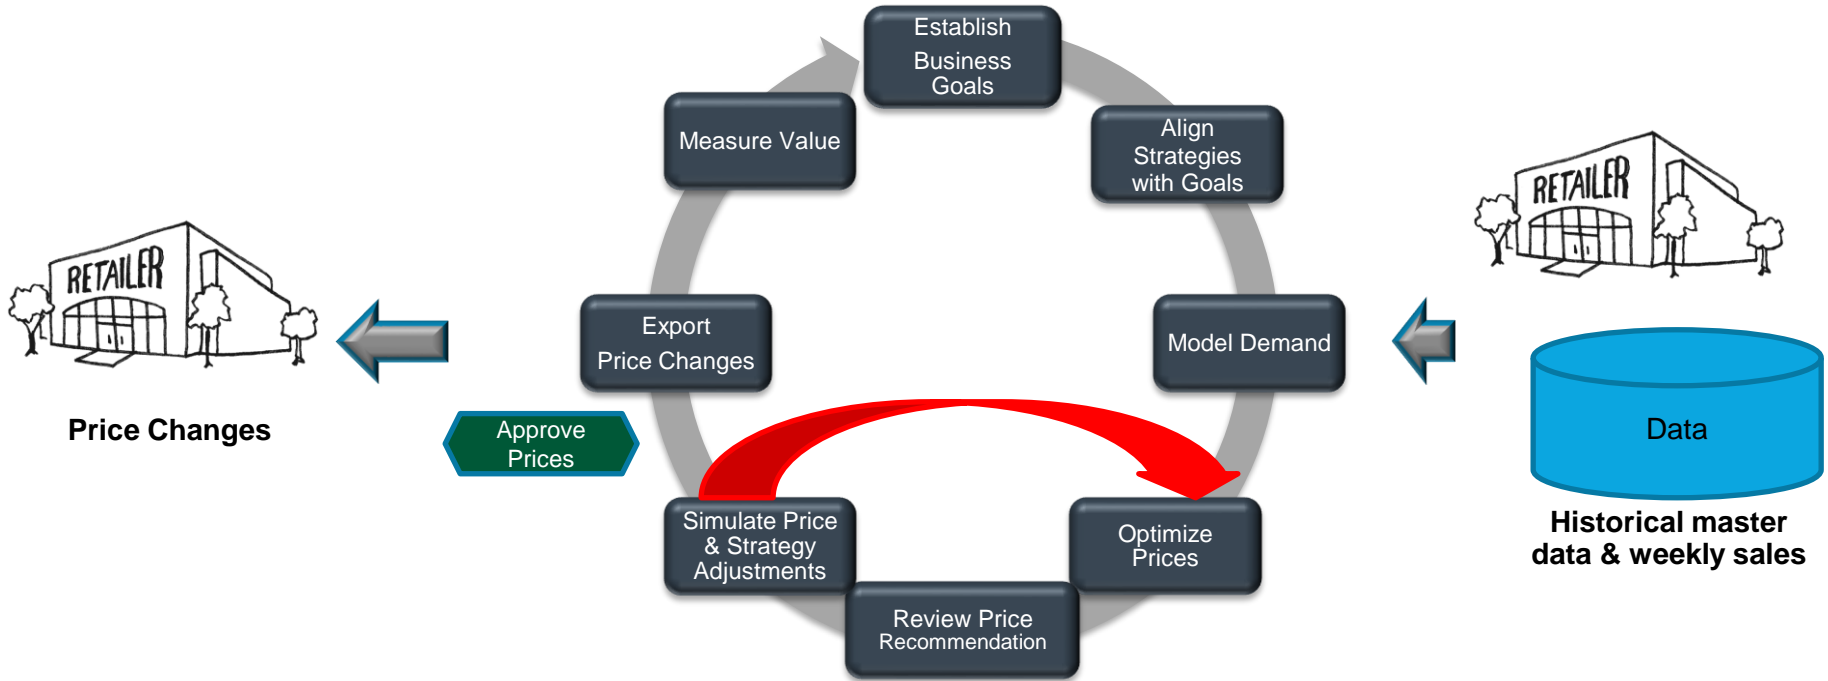 Establish
Business
Goals
Align
Strategies
with Goals
Model Demand
Optimize
Prices
Review Price
Recommendation
Simulate Price
& Strategy
Adjustments
Approve
Prices
Export
Price Changes
Measure Value
RETAILER
Price Changes
RETAILER
Data
Historical master
data & weekly sales